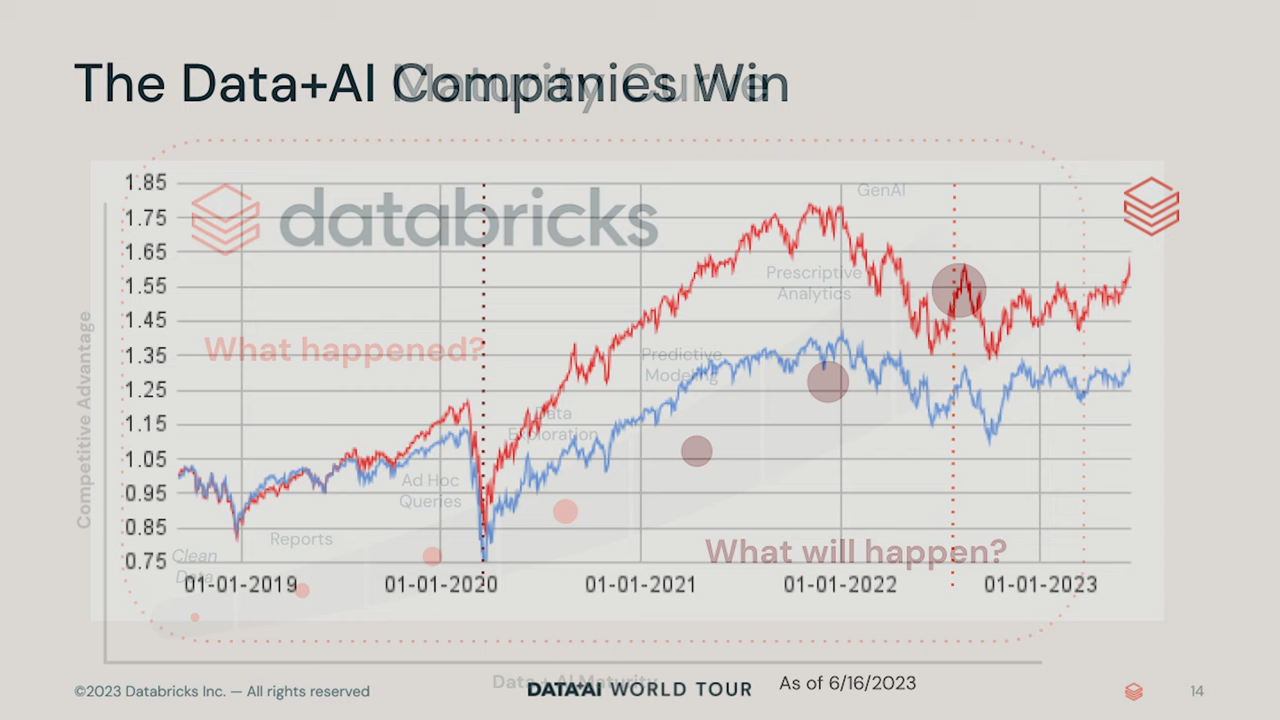 The Data+AI Companies Win
Maturity Curve
1.85
1.75
1.65
1.55
1.45
1.35
1.25
1.15
1.05
0.95
0.85
0.75
databricks
GenAI
Prescriptive
Analytics
What happened?
Predictive
Modeling
Data
Exploration
Ad Hoc
Queries
Reports
Clean
Data
Competitive Advantage
What will happen?
01-01-2019
01-01-2020
01-01-2021
01-01-2022
01-01-2023
Data + AI Maturity
©2023 Databricks Inc. — All rights reserved
DATA+AI WORLD TOUR
As of 6/16/2023
14